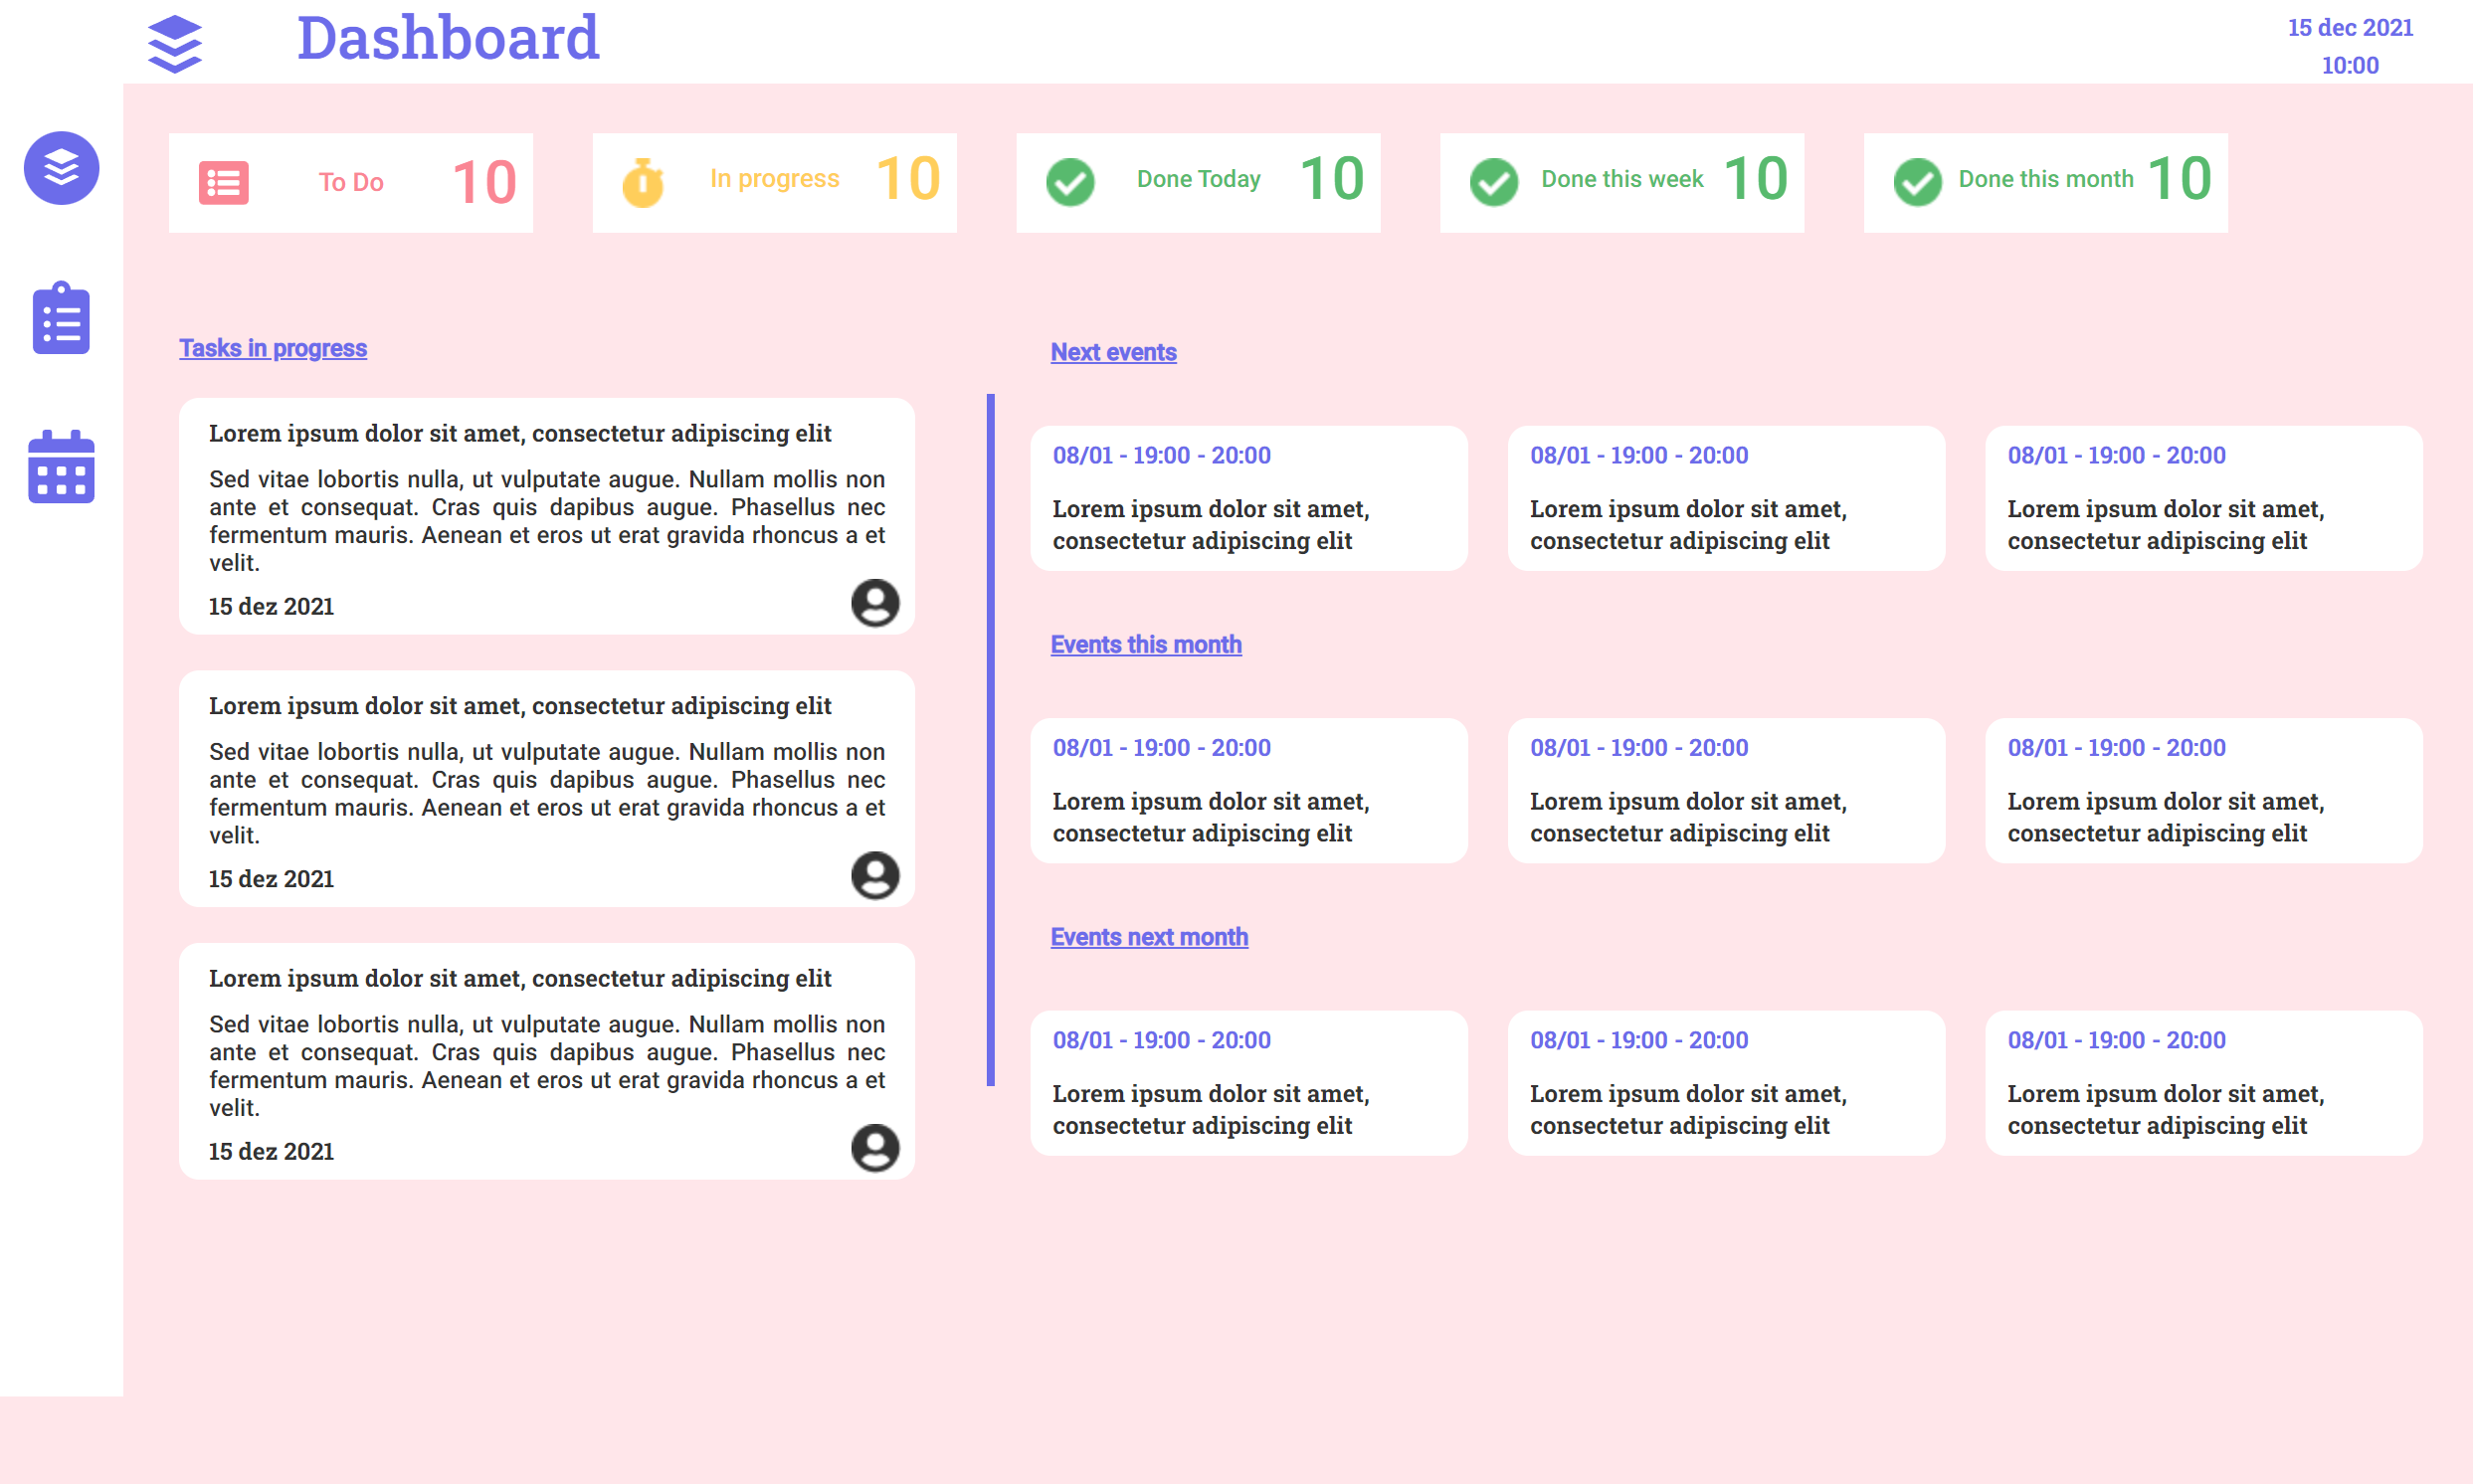 Dashboard
15 dec 2021
10:00
To Do 10
In progress 10
Done Today 10
Done this week 10
Done this month 10
Tasks in progress
Lorem ipsum dolor sit amet, consectetur adipiscing elit
Sed vitae lobortis nulla, ut vulputate augue. Nullam mollis non
ante et consequat. Cras quis dapibus augue. Phasellus nec
fermentum mauris. Aenean et eros ut erat gravida rhoncus a et
velit.
15 dez 2021
Lorem ipsum dolor sit amet, consectetur adipiscing elit
Sed vitae lobortis nulla, ut vulputate augue. Nullam mollis non
ante et consequat. Cras quis dapibus augue. Phasellus nec
fermentum mauris. Aenean et eros ut erat gravida rhoncus a et
velit.
15 dez 2021
Lorem ipsum dolor sit amet, consectetur adipiscing elit
Sed vitae lobortis nulla, ut vulputate augue. Nullam mollis non
ante et consequat. Cras quis dapibus augue. Phasellus nec
fermentum mauris. Aenean et eros ut erat gravida rhoncus a et
velit.
15 dez 2021
Next events
08/01 - 19:00 - 20:00
Lorem ipsum dolor sit amet,
consectetur adipiscing elit
08/01 - 19:00 - 20:00
Lorem ipsum dolor sit amet,
consectetur adipiscing elit
08/01 - 19:00 - 20:00
Lorem ipsum dolor sit amet,
consectetur adipiscing elit
Events this month
08/01 - 19:00 - 20:00
Lorem ipsum dolor sit amet,
consectetur adipiscing elit
08/01 - 19:00 - 20:00
Lorem ipsum dolor sit amet,
consectetur adipiscing elit
08/01 - 19:00 - 20:00
Lorem ipsum dolor sit amet,
consectetur adipiscing elit
Events next month
08/01 - 19:00 - 20:00
Lorem ipsum dolor sit amet,
consectetur adipiscing elit
08/01 - 19:00 - 20:00
Lorem ipsum dolor sit amet,
consectetur adipiscing elit
08/01 - 19:00 - 20:00
Lorem ipsum dolor sit amet,
consectetur adipiscing elit